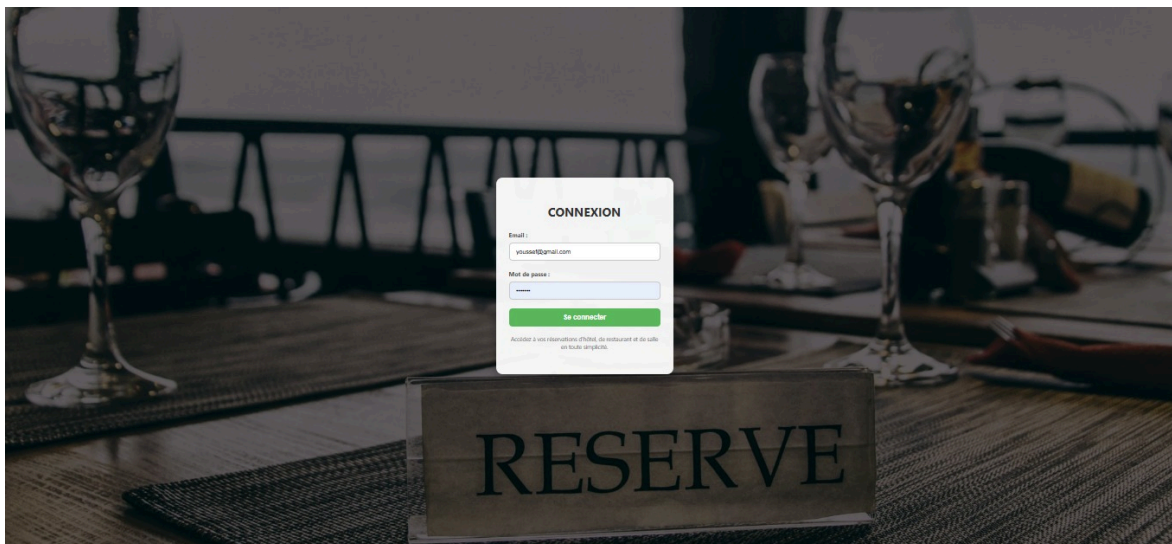 CONNEXION
Email :
youssef@gmail.com
Mot de passe :
•••••••
Se connecter
Accédez à vos réservations d'hôtel, de restaurant et de salle
en toute simplicité.
RESERVE